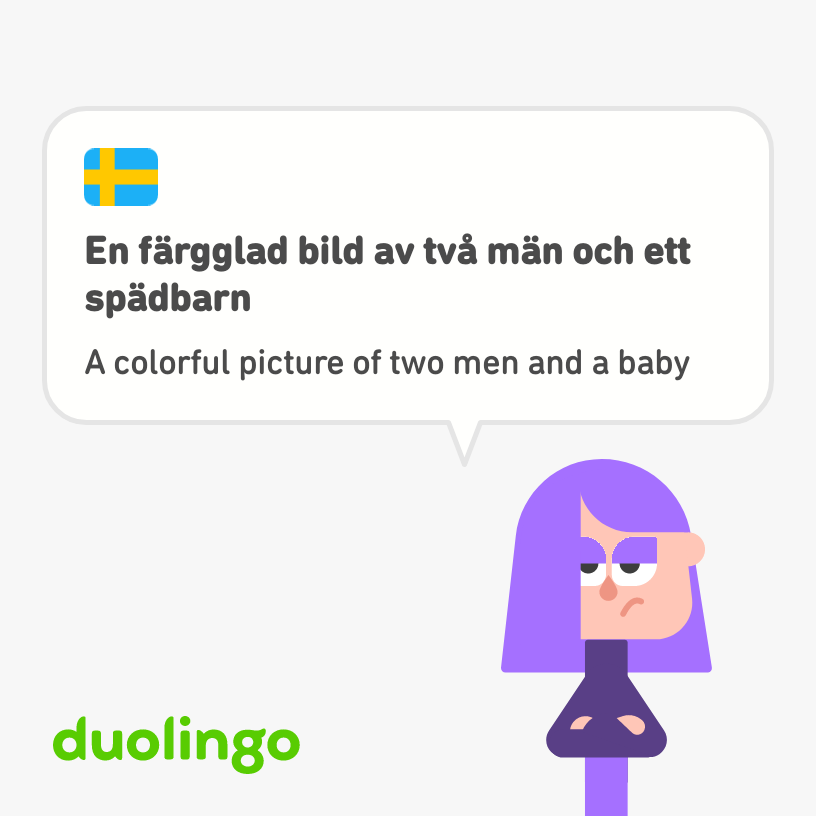 En färgglad bild av två män och ett
spädbarn
A colorful picture of two men and a baby
duolingo